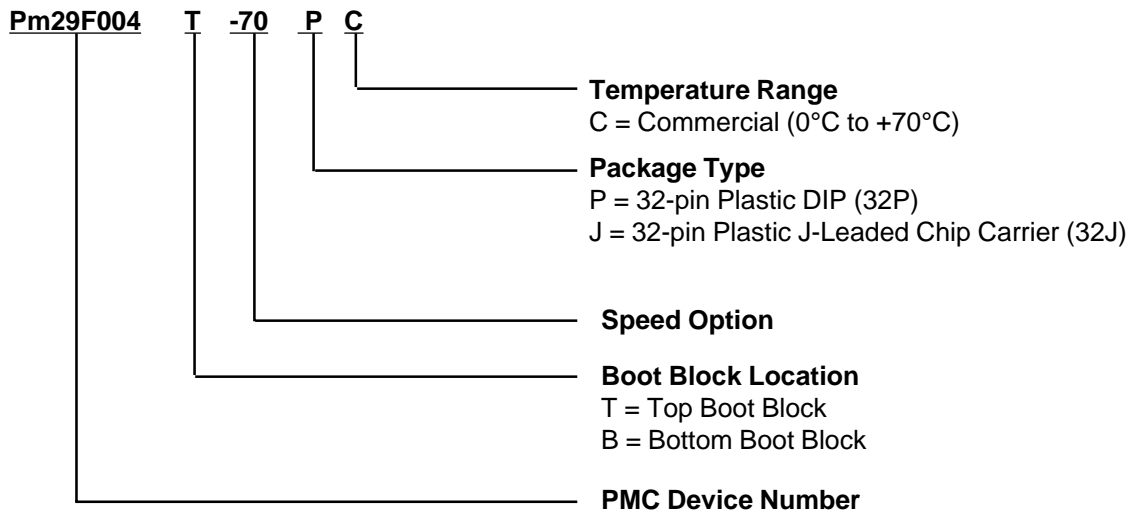 Pm29F004 T -70 P C
Temperature Range
C = Commercial (0°C to +70°C)
Package Type
P = 32-pin Plastic DIP (32P)
J = 32-pin Plastic J-Leaded Chip Carrier (32J)
Speed Option
Boot Block Location
T = Top Boot Block
B = Bottom Boot Block
PMC Device Number